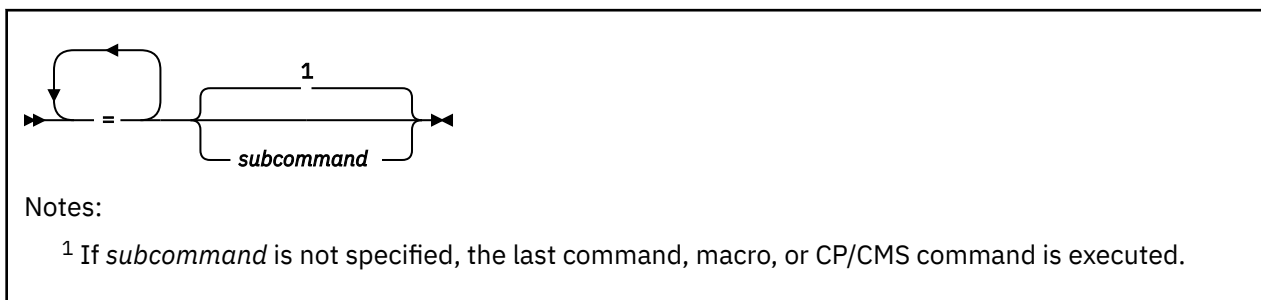 1
=
subcommand
Notes:
1 If subcommand is not specified, the last command, macro, or CP/CMS command is executed.